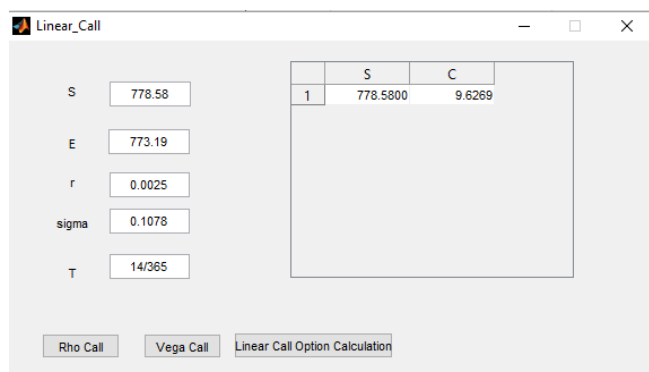 Linear_Call
S 778.58
E 773.19
r 0.0025
sigma 0.1078
T 14/365
S C
1 778.5800 9.6269
Rho Call Vega Call Linear Call Option Calculation